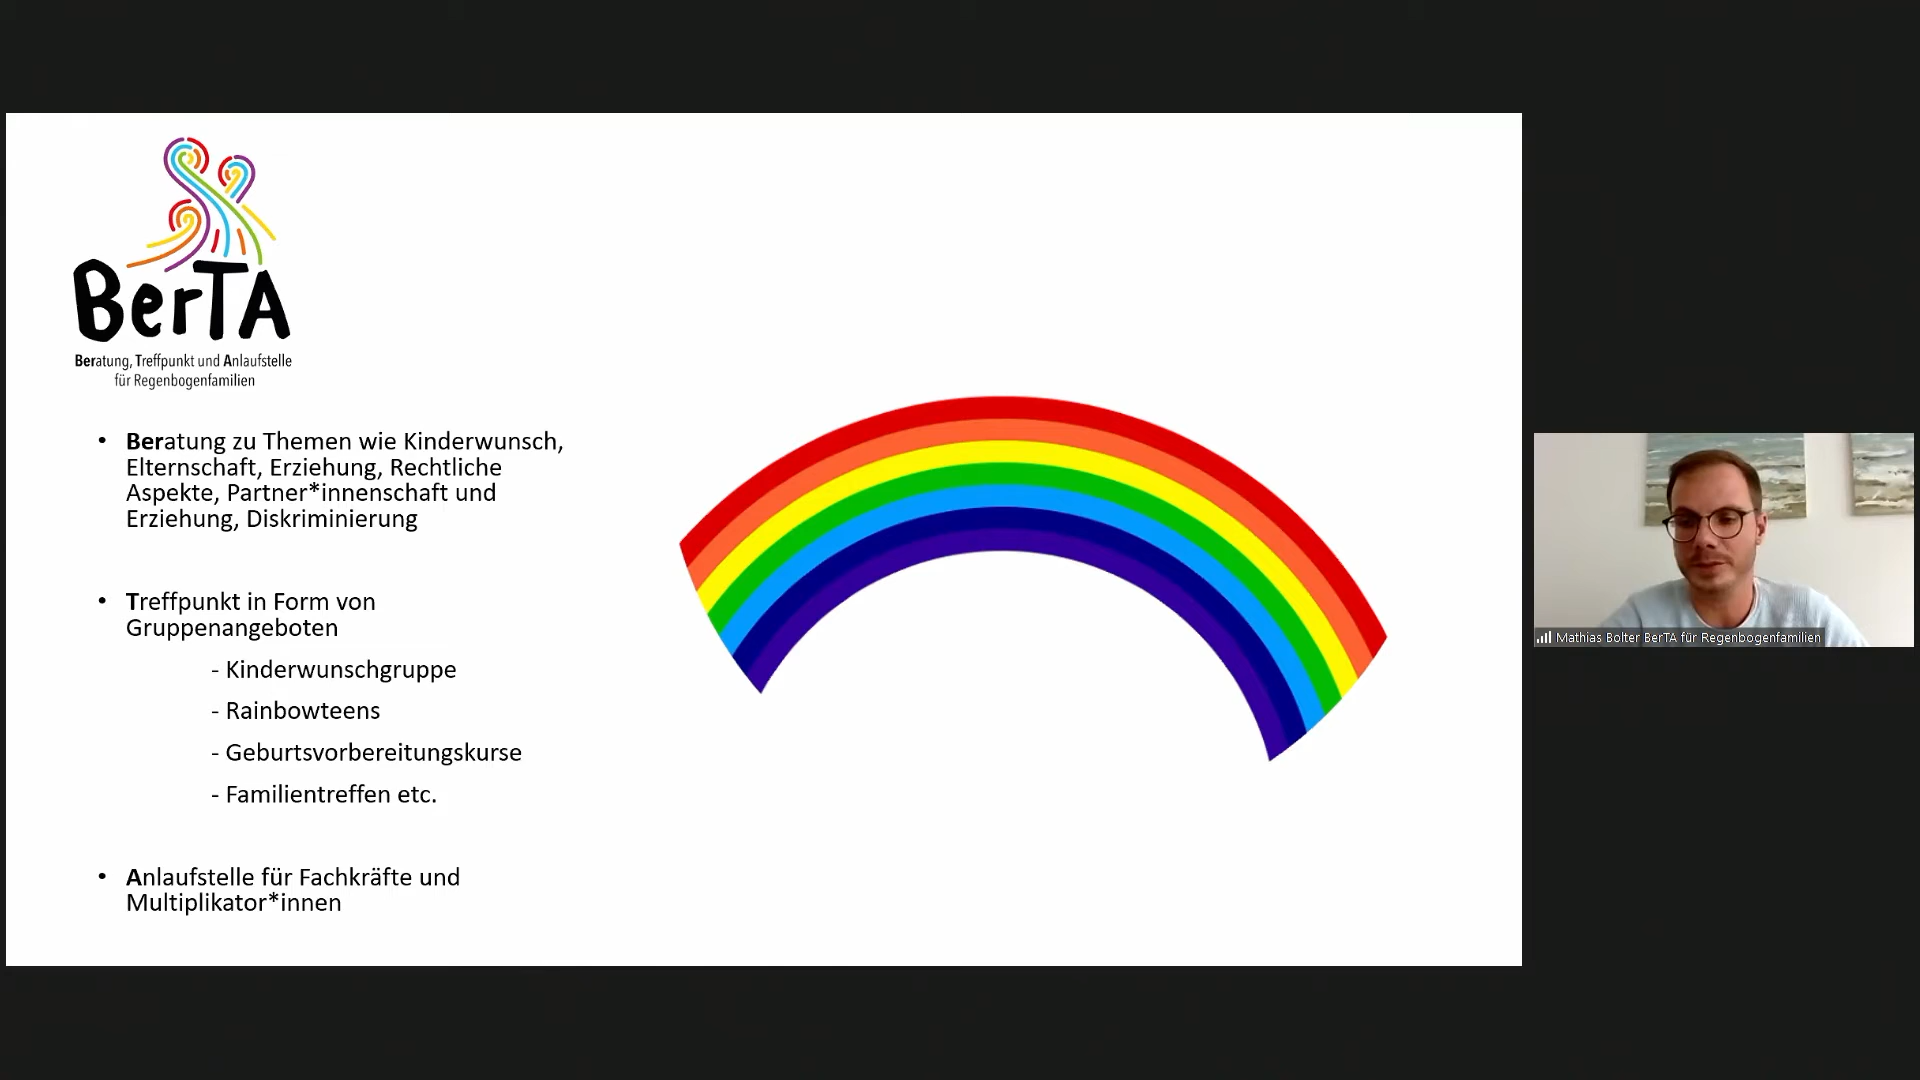 BerTA
Beratung, Treffpunkt und Anlaufstelle
für Regenbogenfamilien
• Beratung zu Themen wie Kinderwunsch,
Elternschaft, Erziehung, Rechtliche
Aspekte, Partner*innenschaft und
Erziehung, Diskriminierung
• Treffpunkt in Form von
Gruppenangeboten
- Kinderwunschgruppe
- Rainbowteens
- Geburtsvorbereitungskurse
- Familientreffen etc.
• Anlaufstelle für Fachkräfte und
Multiplikator*innen
Mathias Bolter BerTA für Regenbogenfamilien